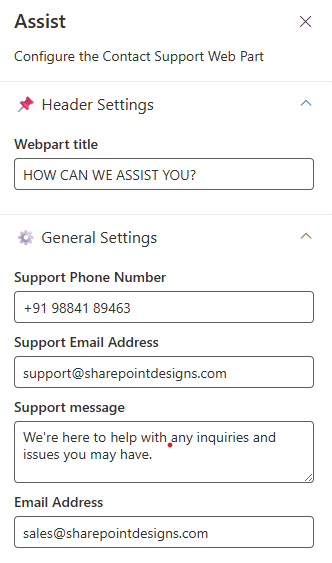 Assist
Configure the Contact Support Web Part
Header Settings
Webpart title
HOW CAN WE ASSIST YOU?
General Settings
Support Phone Number
+91 98841 89463
Support Email Address
support@sharepointdesigns.com
Support message
We're here to help with any inquiries and
issues you may have.
Email Address
sales@sharepointdesigns.com